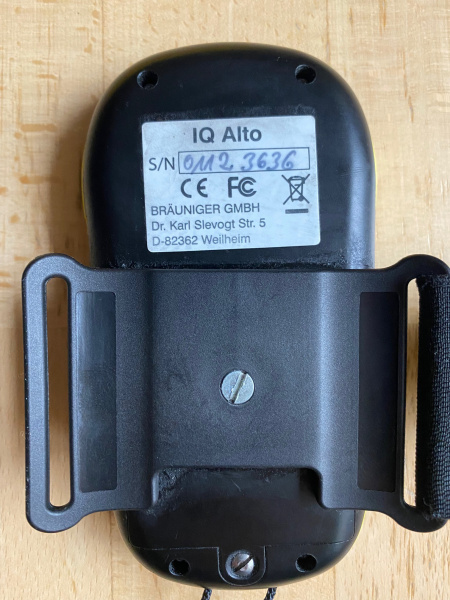 IQ Alto
S/N 0112 3636
CE FC
BRÄUNIGER GMBH
Dr. Karl Slevogt Str. 5
D-82362 Weilheim